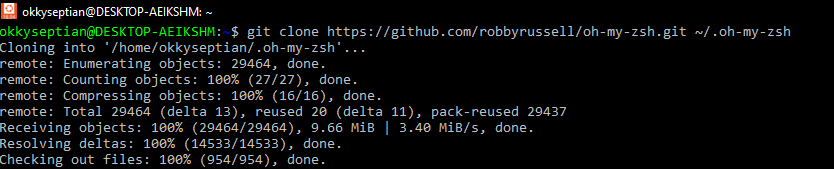 okkyseptian@DESKTOP-AEIKSHM: ~
okkyseptian@DESKTOP-AEIKSHM:~$ git clone https://github.com/robbyrussell/oh-my-zsh.git ~/.oh-my-zsh
Cloning into '/home/okkyseptian/.oh-my-zsh'...
remote: Enumerating objects: 29464, done.
remote: Counting objects: 100% (27/27), done.
remote: Compressing objects: 100% (16/16), done.
remote: Total 29464 (delta 13), reused 20 (delta 11), pack-reused 29437
Receiving objects: 100% (29464/29464), 9.66 MiB | 3.40 MiB/s, done.
Resolving deltas: 100% (14533/14533), done.
Checking out files: 100% (954/954), done.